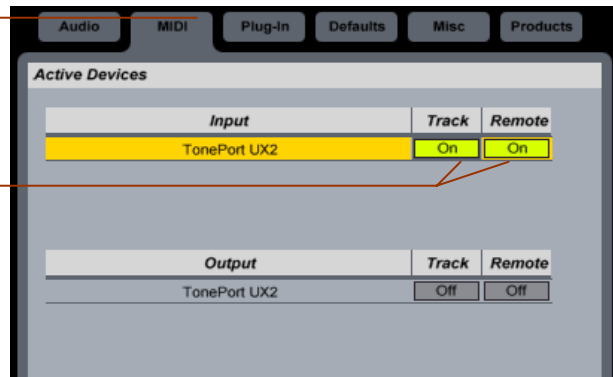 Audio MIDI Plug-In Defaults Misc Products
Active Devices
Input Track Remote
TonePort UX2 On On
Output Track Remote
TonePort UX2 Off Off